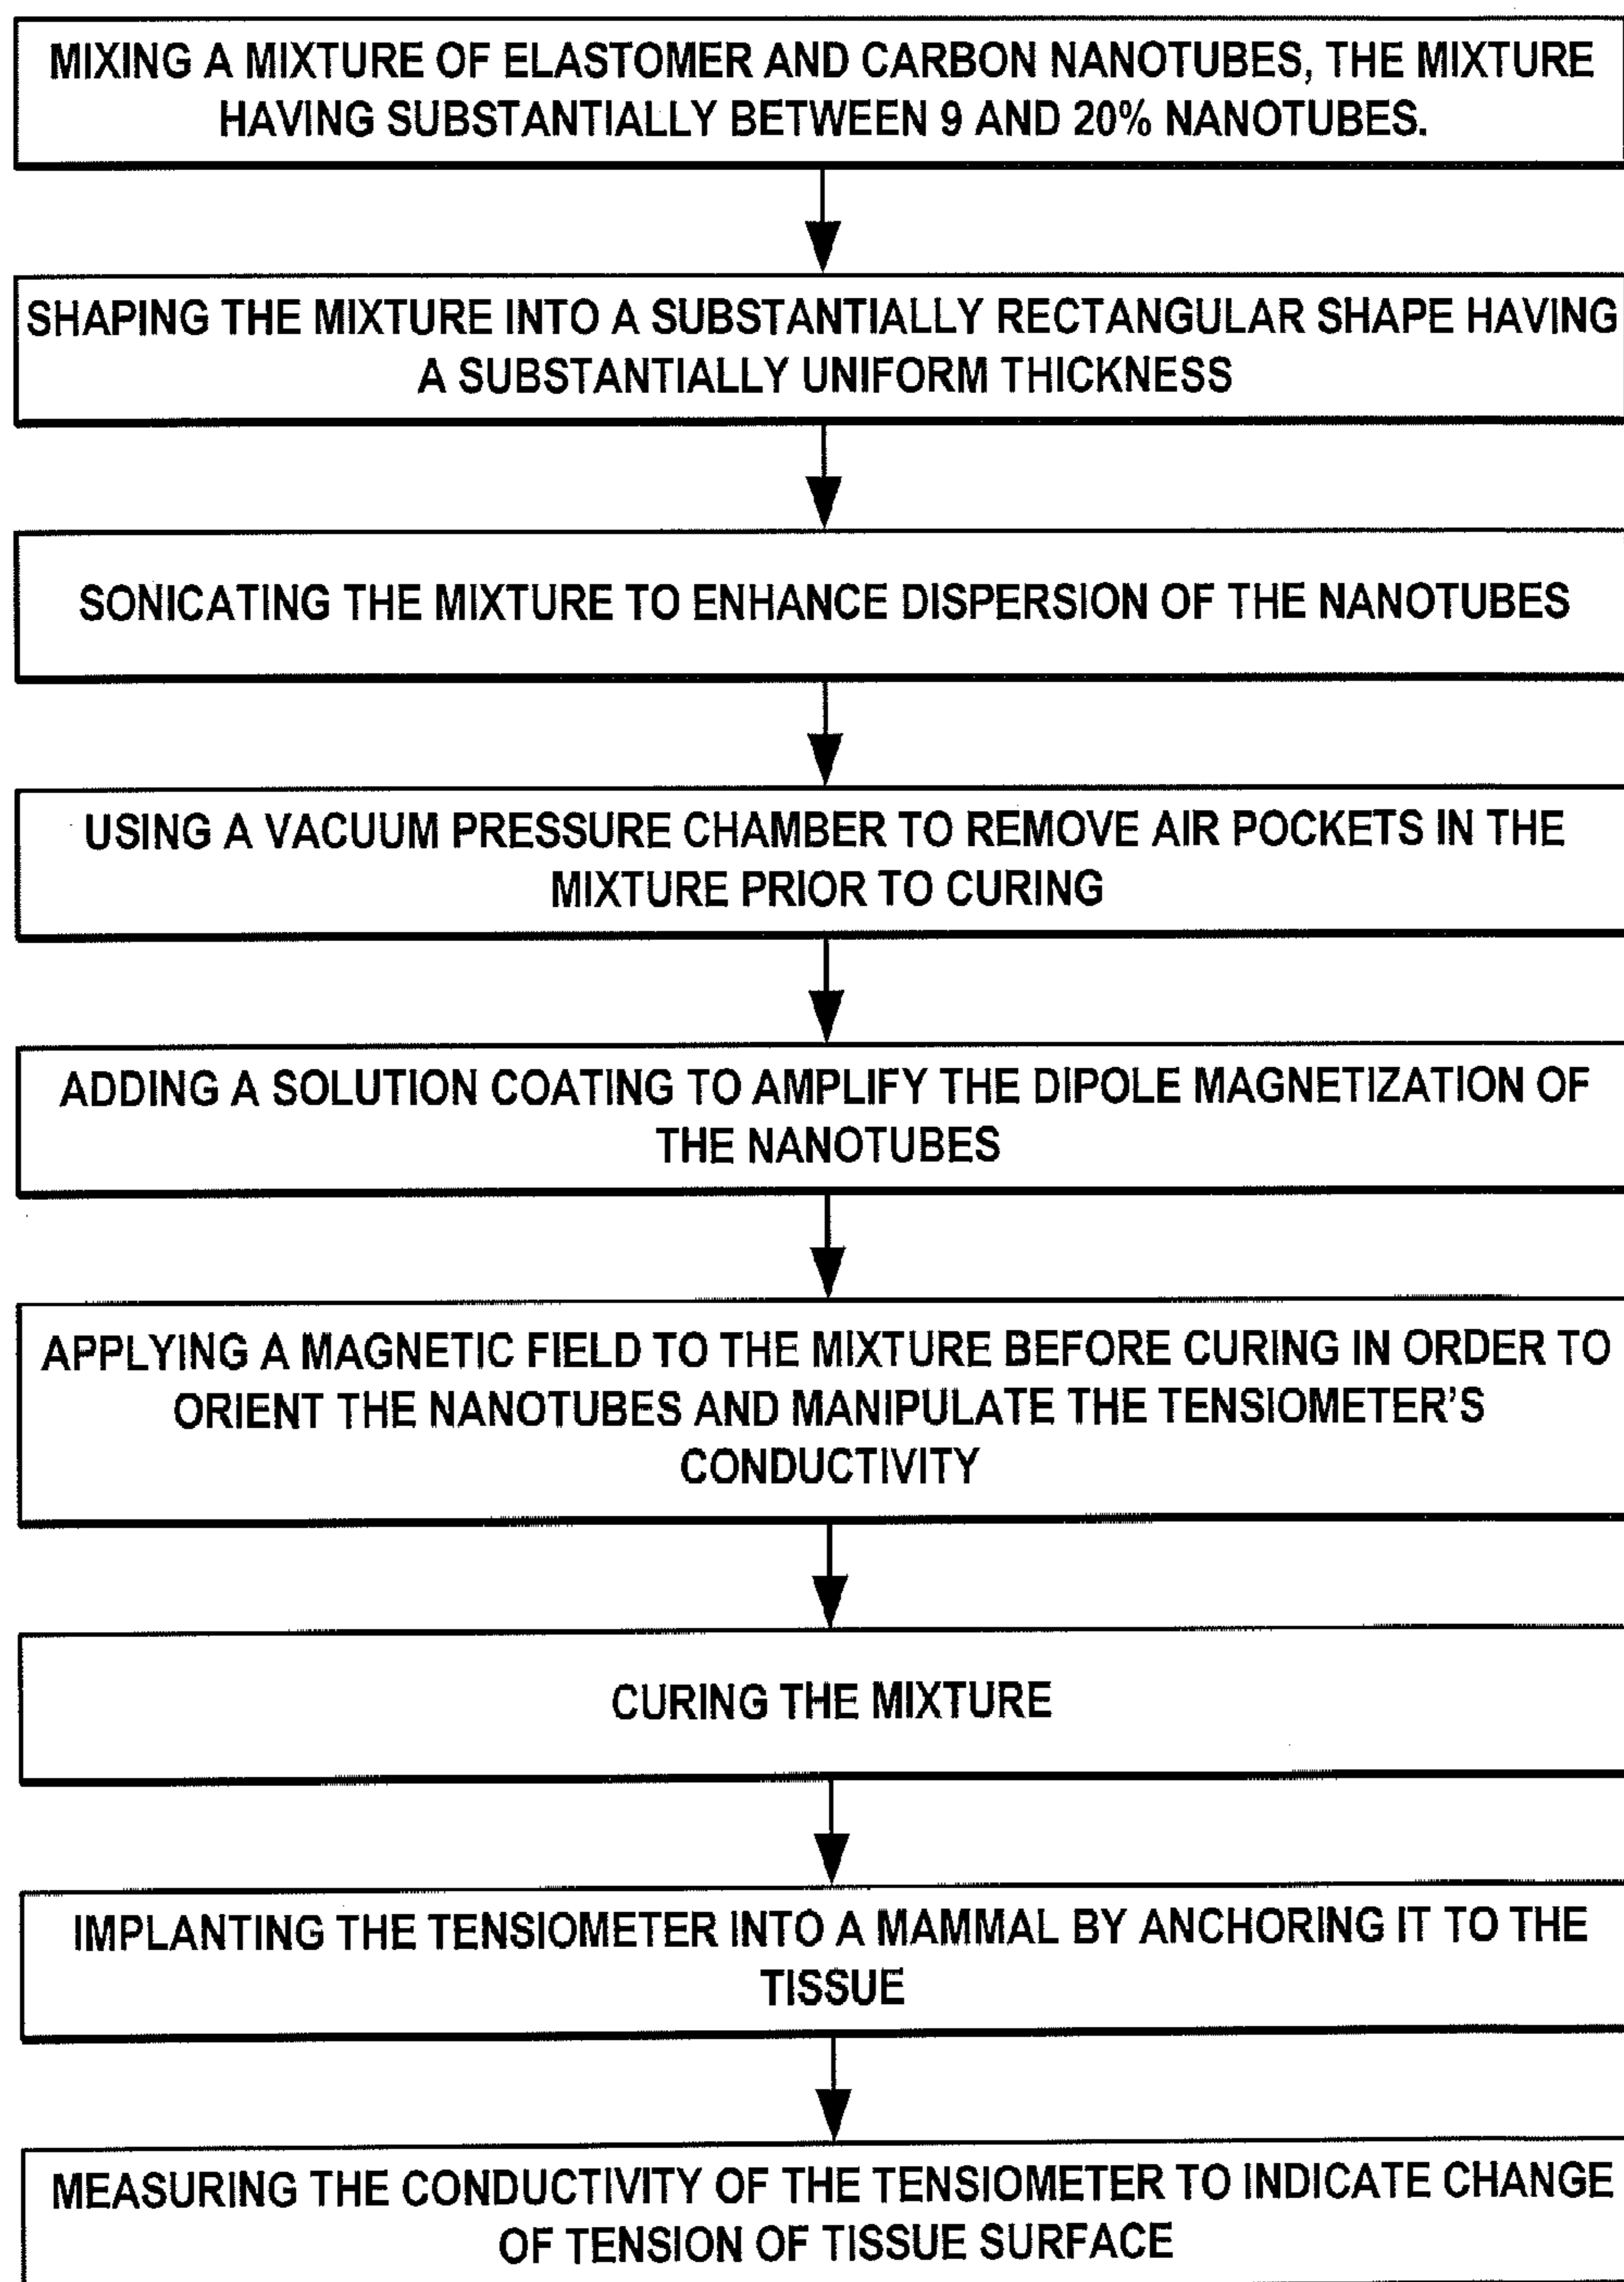 MIXING A MIXTURE OF ELASTOMER AND CARBON NANOTUBES, THE MIXTURE
HAVING SUBSTANTIALLY BETWEEN 9 AND 20% NANOTUBES.
SHAPING THE MIXTURE INTO A SUBSTANTIALLY RECTANGULAR SHAPE HAVING
A SUBSTANTIALLY UNIFORM THICKNESS
SONICATING THE MIXTURE TO ENHANCE DISPERSION OF THE NANOTUBES
USING A VACUUM PRESSURE CHAMBER TO REMOVE AIR POCKETS IN THE
MIXTURE PRIOR TO CURING
ADDING A SOLUTION COATING TO AMPLIFY THE DIPOLE MAGNETIZATION OF
THE NANOTUBES
APPLYING A MAGNETIC FIELD TO THE MIXTURE BEFORE CURING IN ORDER TO
ORIENT THE NANOTUBES AND MANIPULATE THE TENSIOMETER'S
CONDUCTIVITY
CURING THE MIXTURE
IMPLANTING THE TENSIOMETER INTO A MAMMAL BY ANCHORING IT TO THE
TISSUE
MEASURING THE CONDUCTIVITY OF THE TENSIOMETER TO INDICATE CHANGE
OF TENSION OF TISSUE SURFACE